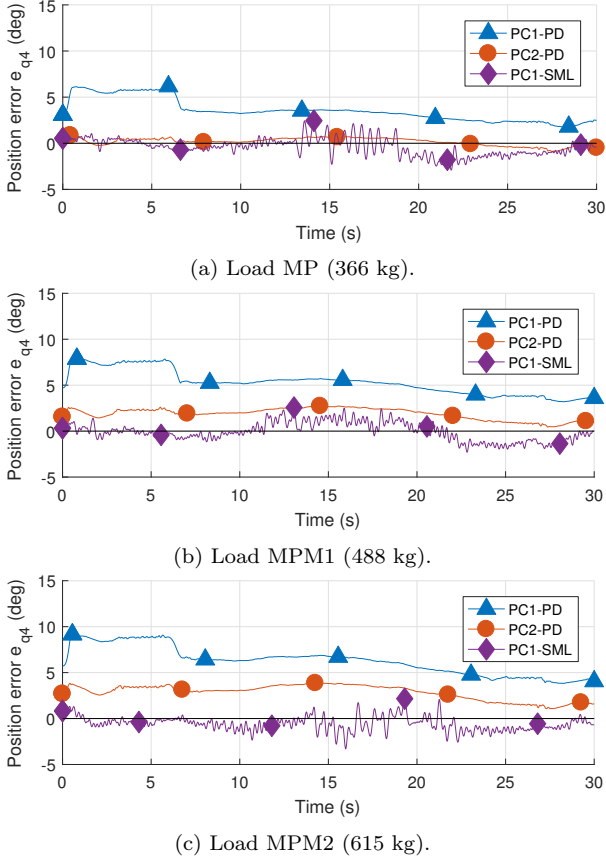 Position error e_q4 (deg)
15
10
5
0
-5
PC1-PD
PC2-PD
PC1-SML
0 5 10 15 20 25 30
Time (s)
(a) Load MP (366 kg).
Position error e_q4 (deg)
15
10
5
0
-5
PC1-PD
PC2-PD
PC1-SML
0 5 10 15 20 25 30
Time (s)
(b) Load MPM1 (488 kg).
Position error e_q4 (deg)
15
10
5
0
-5
PC1-PD
PC2-PD
PC1-SML
0 5 10 15 20 25 30
Time (s)
(c) Load MPM2 (615 kg).